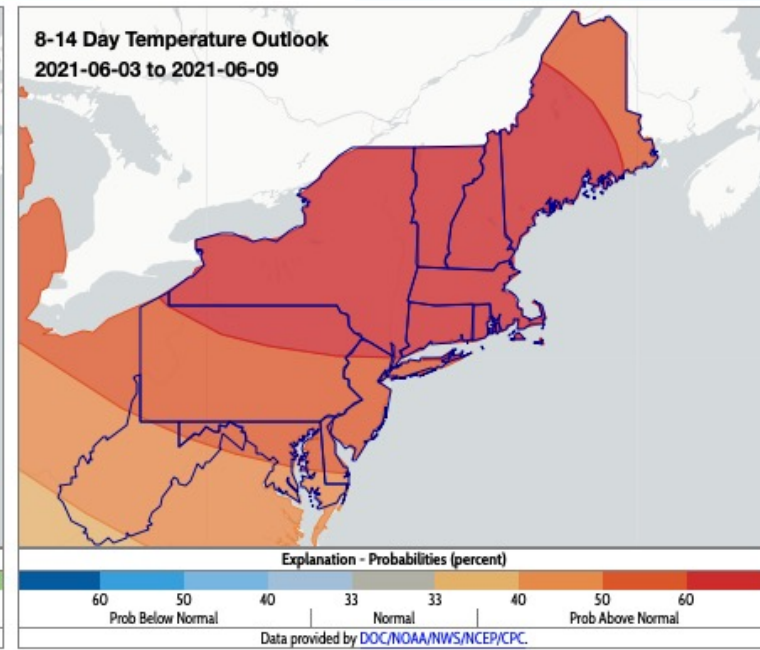 8-14 Day Temperature Outlook
2021-06-03 to 2021-06-09
Explanation - Probabilities (percent)
60 50 40 33 33 40 50 60
Prob Below Normal | Normal | Prob Above Normal
Data provided by DOC/NOAA/NWS/NCEP/CPC.